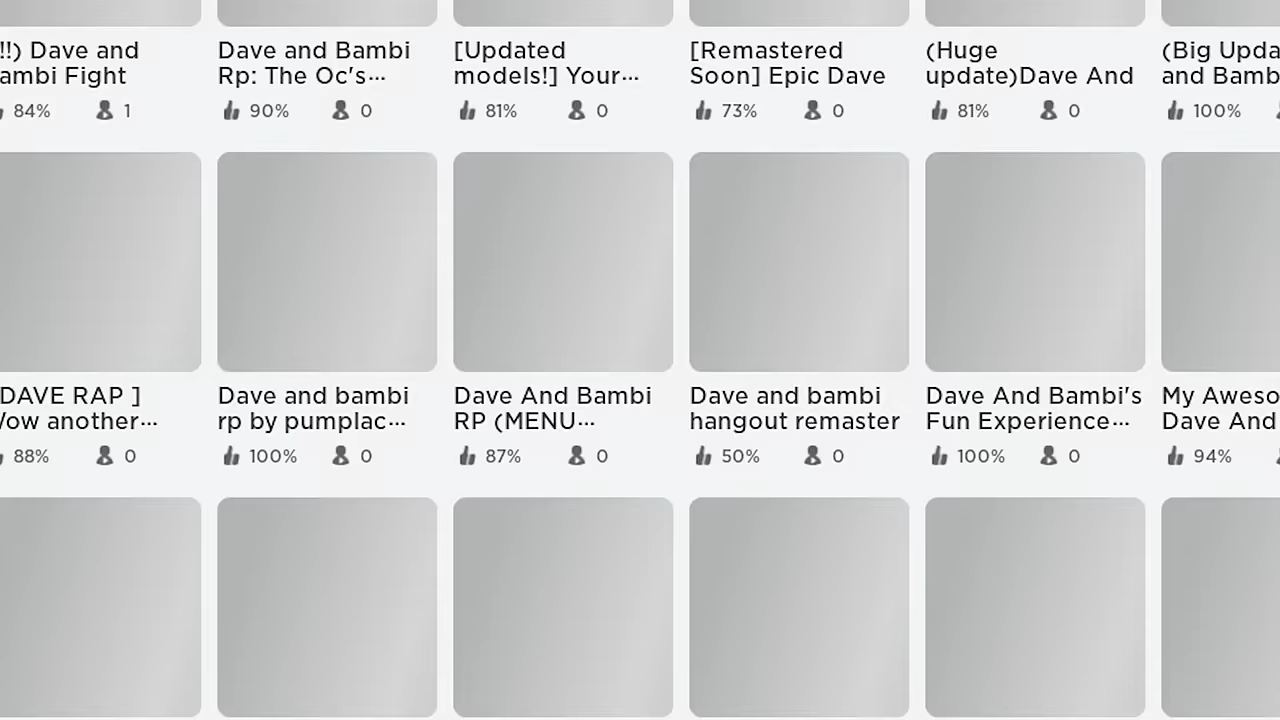 !!) Dave and
ambi Fight
84% 1
Dave and Bambi
Rp: The Oc's...
90% 0
[Updated
models!] Your...
81% 0
[Remastered
Soon] Epic Dave
73% 0
(Huge
update)Dave And
81% 0
(Big Upda
and Bamb
100%
DAVE RAP ]
Wow another...
88% 0
Dave and bambi
rp by pumplac...
100% 0
Dave And Bambi
RP (MENU...
87% 0
Dave and bambi
hangout remaster
50% 0
Dave And Bambi's
Fun Experience...
100% 0
My Aweso
Dave And
94%